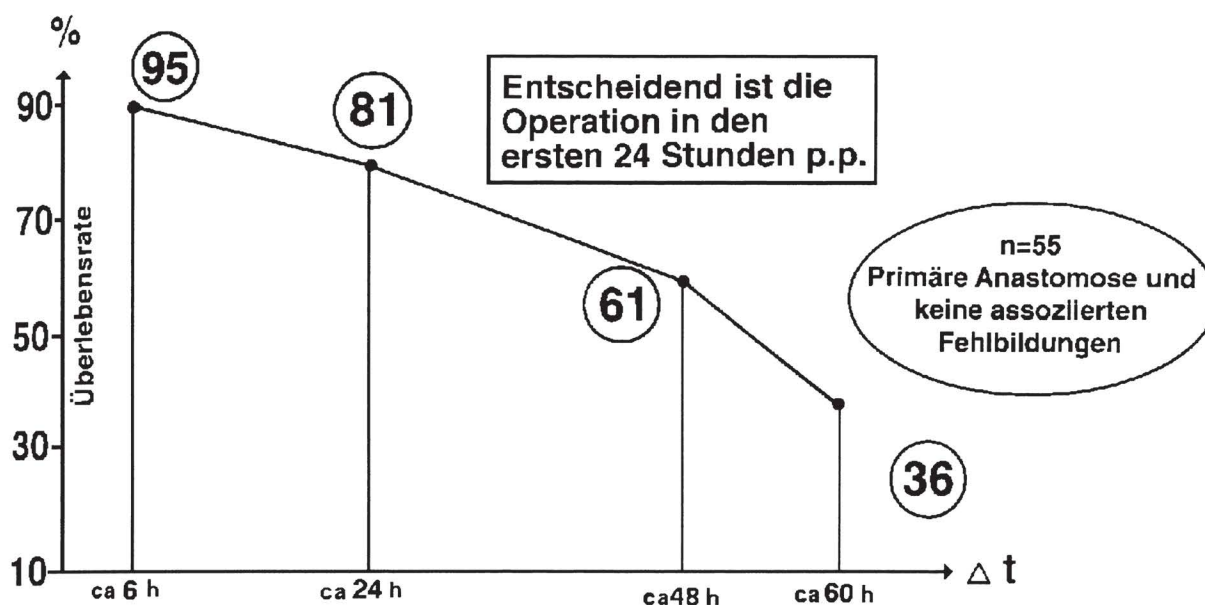 %
95
81
61
36
Entscheidend ist die
Operation in den
ersten 24 Stunden p.p.
n=55
Primäre Anastomose und
keine assoziierten
Fehlbildungen
90
70
50
30
10
Überlebensrate
ca 6 h
ca 24 h
ca48 h
ca 60 h
△ t